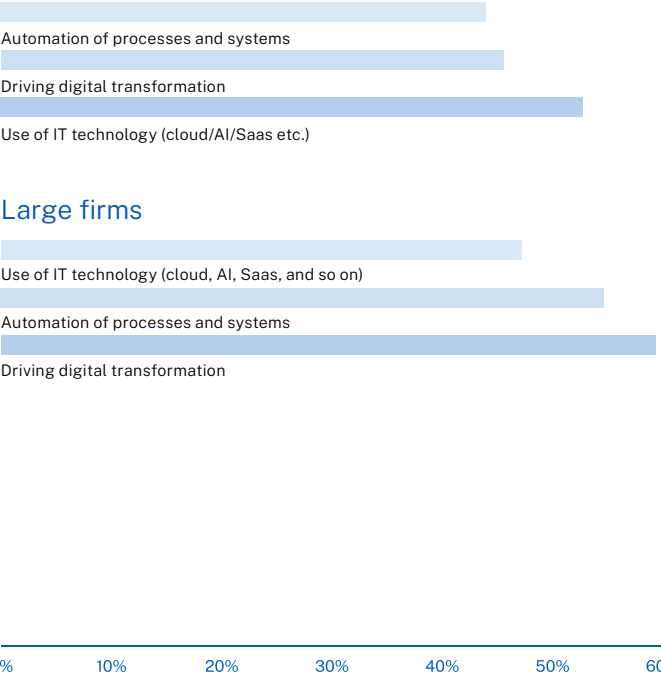 Automation of processes and systems
Driving digital transformation
Use of IT technology (cloud/AI/Saas etc.)
Large firms
Use of IT technology (cloud, AI, Saas, and so on)
Automation of processes and systems
Driving digital transformation
% 10% 20% 30% 40% 50% 60